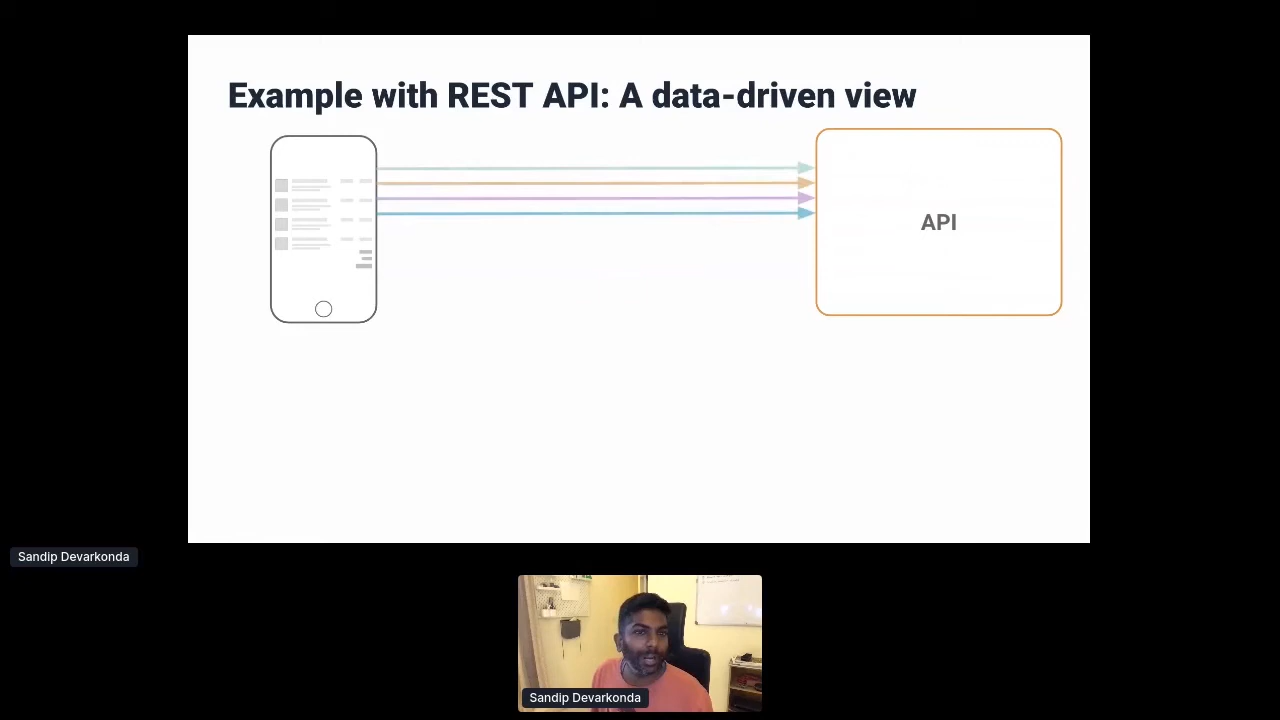 Example with REST API: A data-driven view
API
Sandip Devarkonda
Sandip Devarkonda